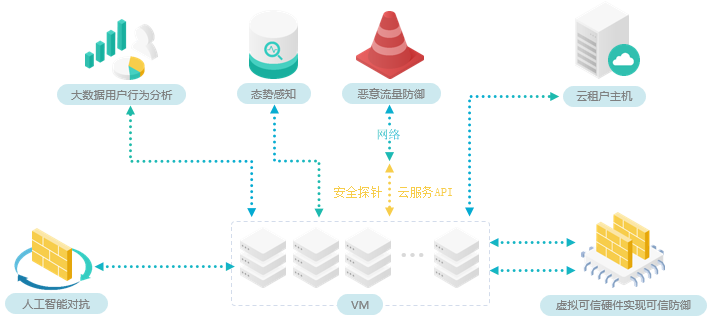 大数据用户行为分析
态势感知
恶意流量防御
云租户主机
网络
安全探针
云服务API
人工智能对抗
VM
虚拟可信硬件实现可信防御